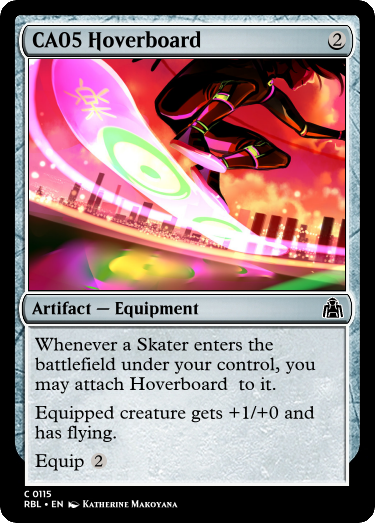 CA05 Hoverboard 2
楽
Artifact — Equipment
Whenever a Skater enters the
battlefield under your control, you
may attach Hoverboard  to it.
Equipped creature gets +1/+0 and
has flying.
Equip 2
C 0115
RBL • EN Katherine Makoyana